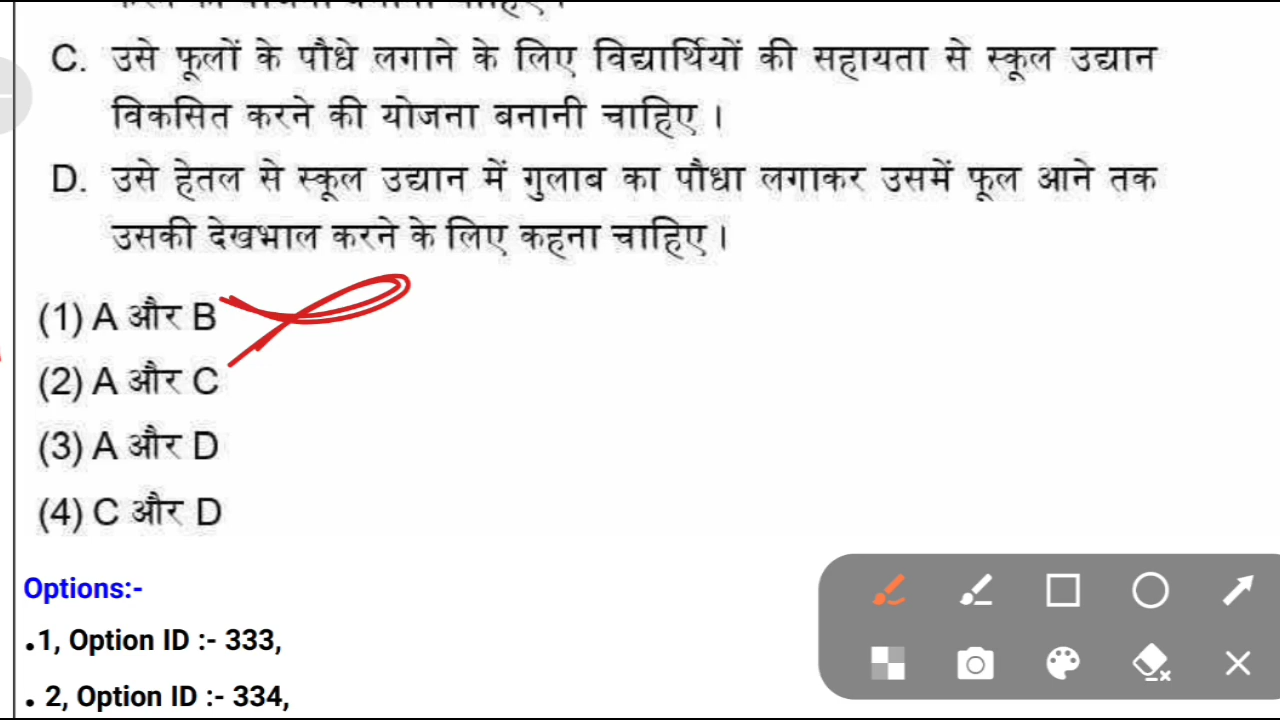 C. उसे फूलों के पौधे लगाने के लिए विद्यार्थियों की सहायता से स्कूल उद्यान
विकसित करने की योजना बनानी चाहिए।
D. उसे हेतल से स्कूल उद्यान में गुलाब का पौधा लगाकर उसमें फूल आने तक
उसकी देखभाल करने के लिए कहना चाहिए।
(1) A और B
(2) A और C
(3) A और D
(4) C और D
Options:-
.1, Option ID :- 333,
. 2, Option ID :- 334,